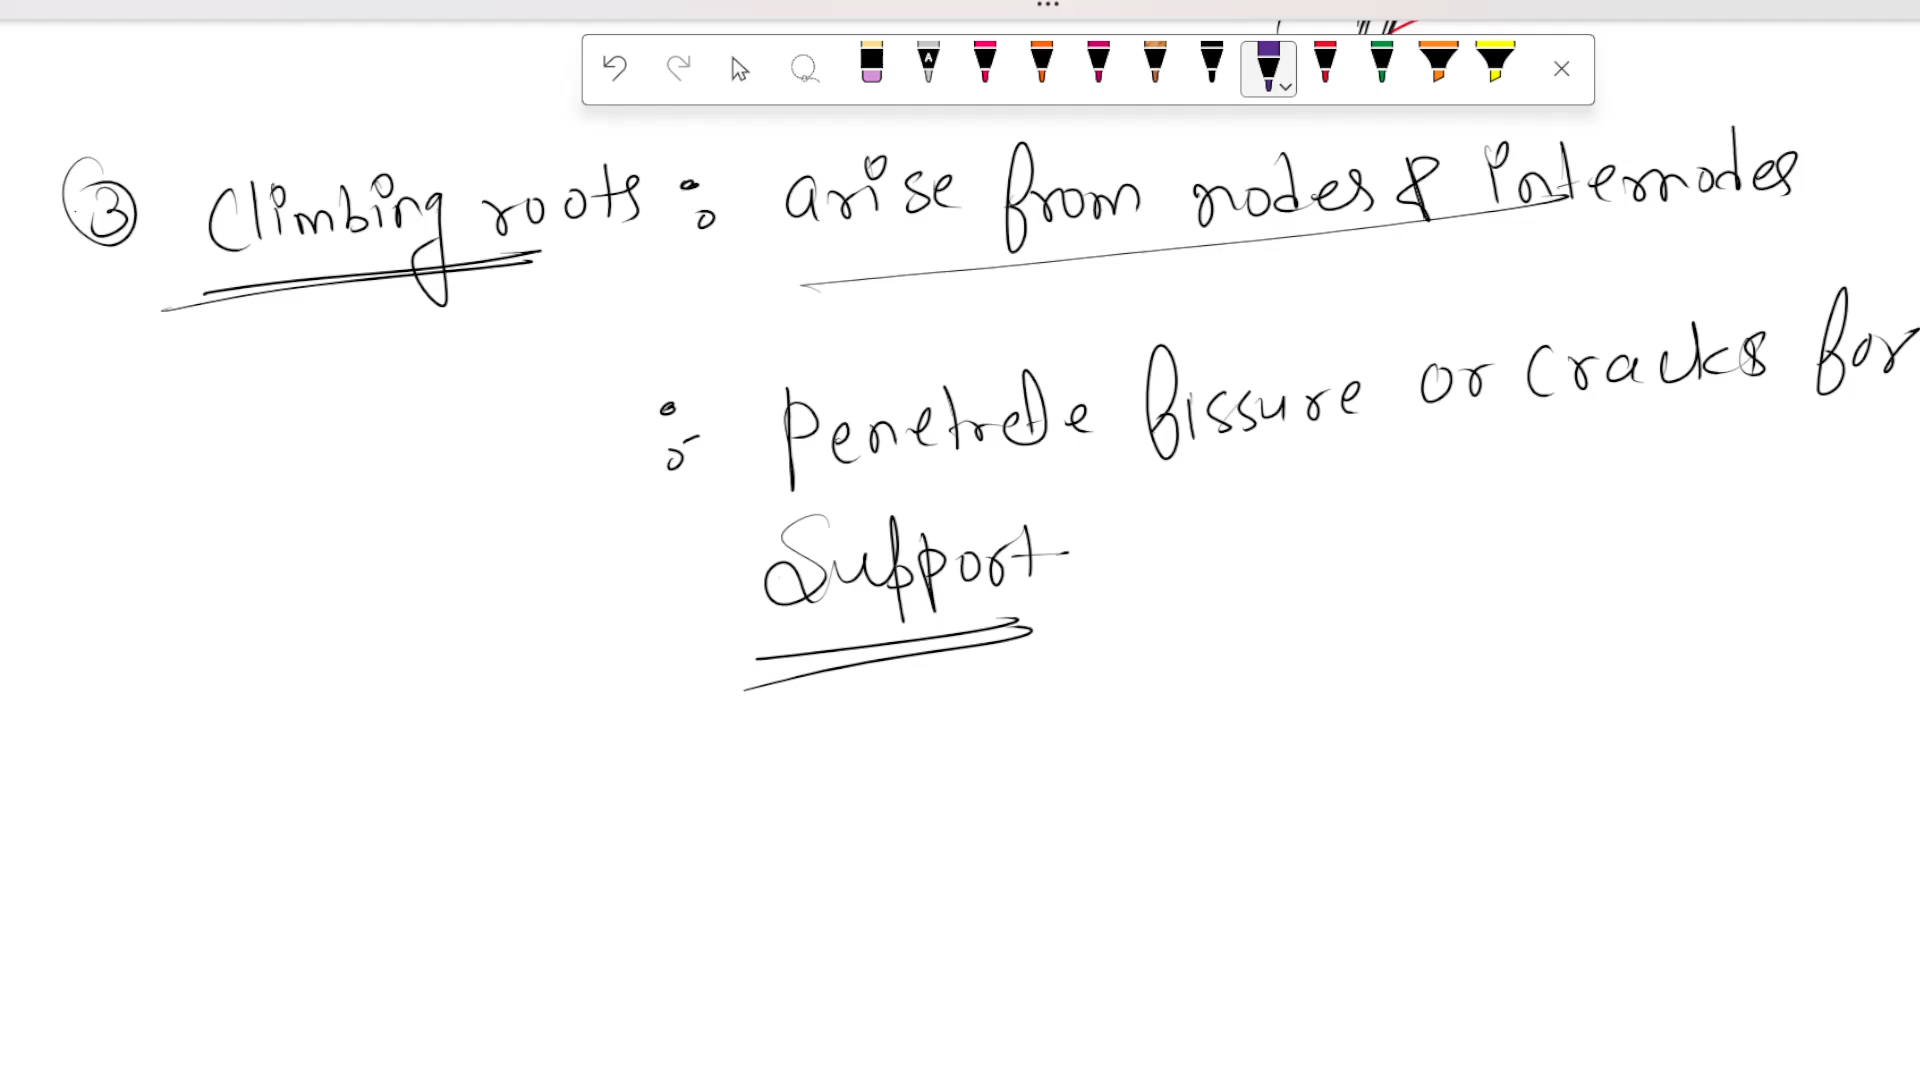 ③ Climbing roots : arise from nodes & internodes
: Penetrate fissure or cracks for
Support